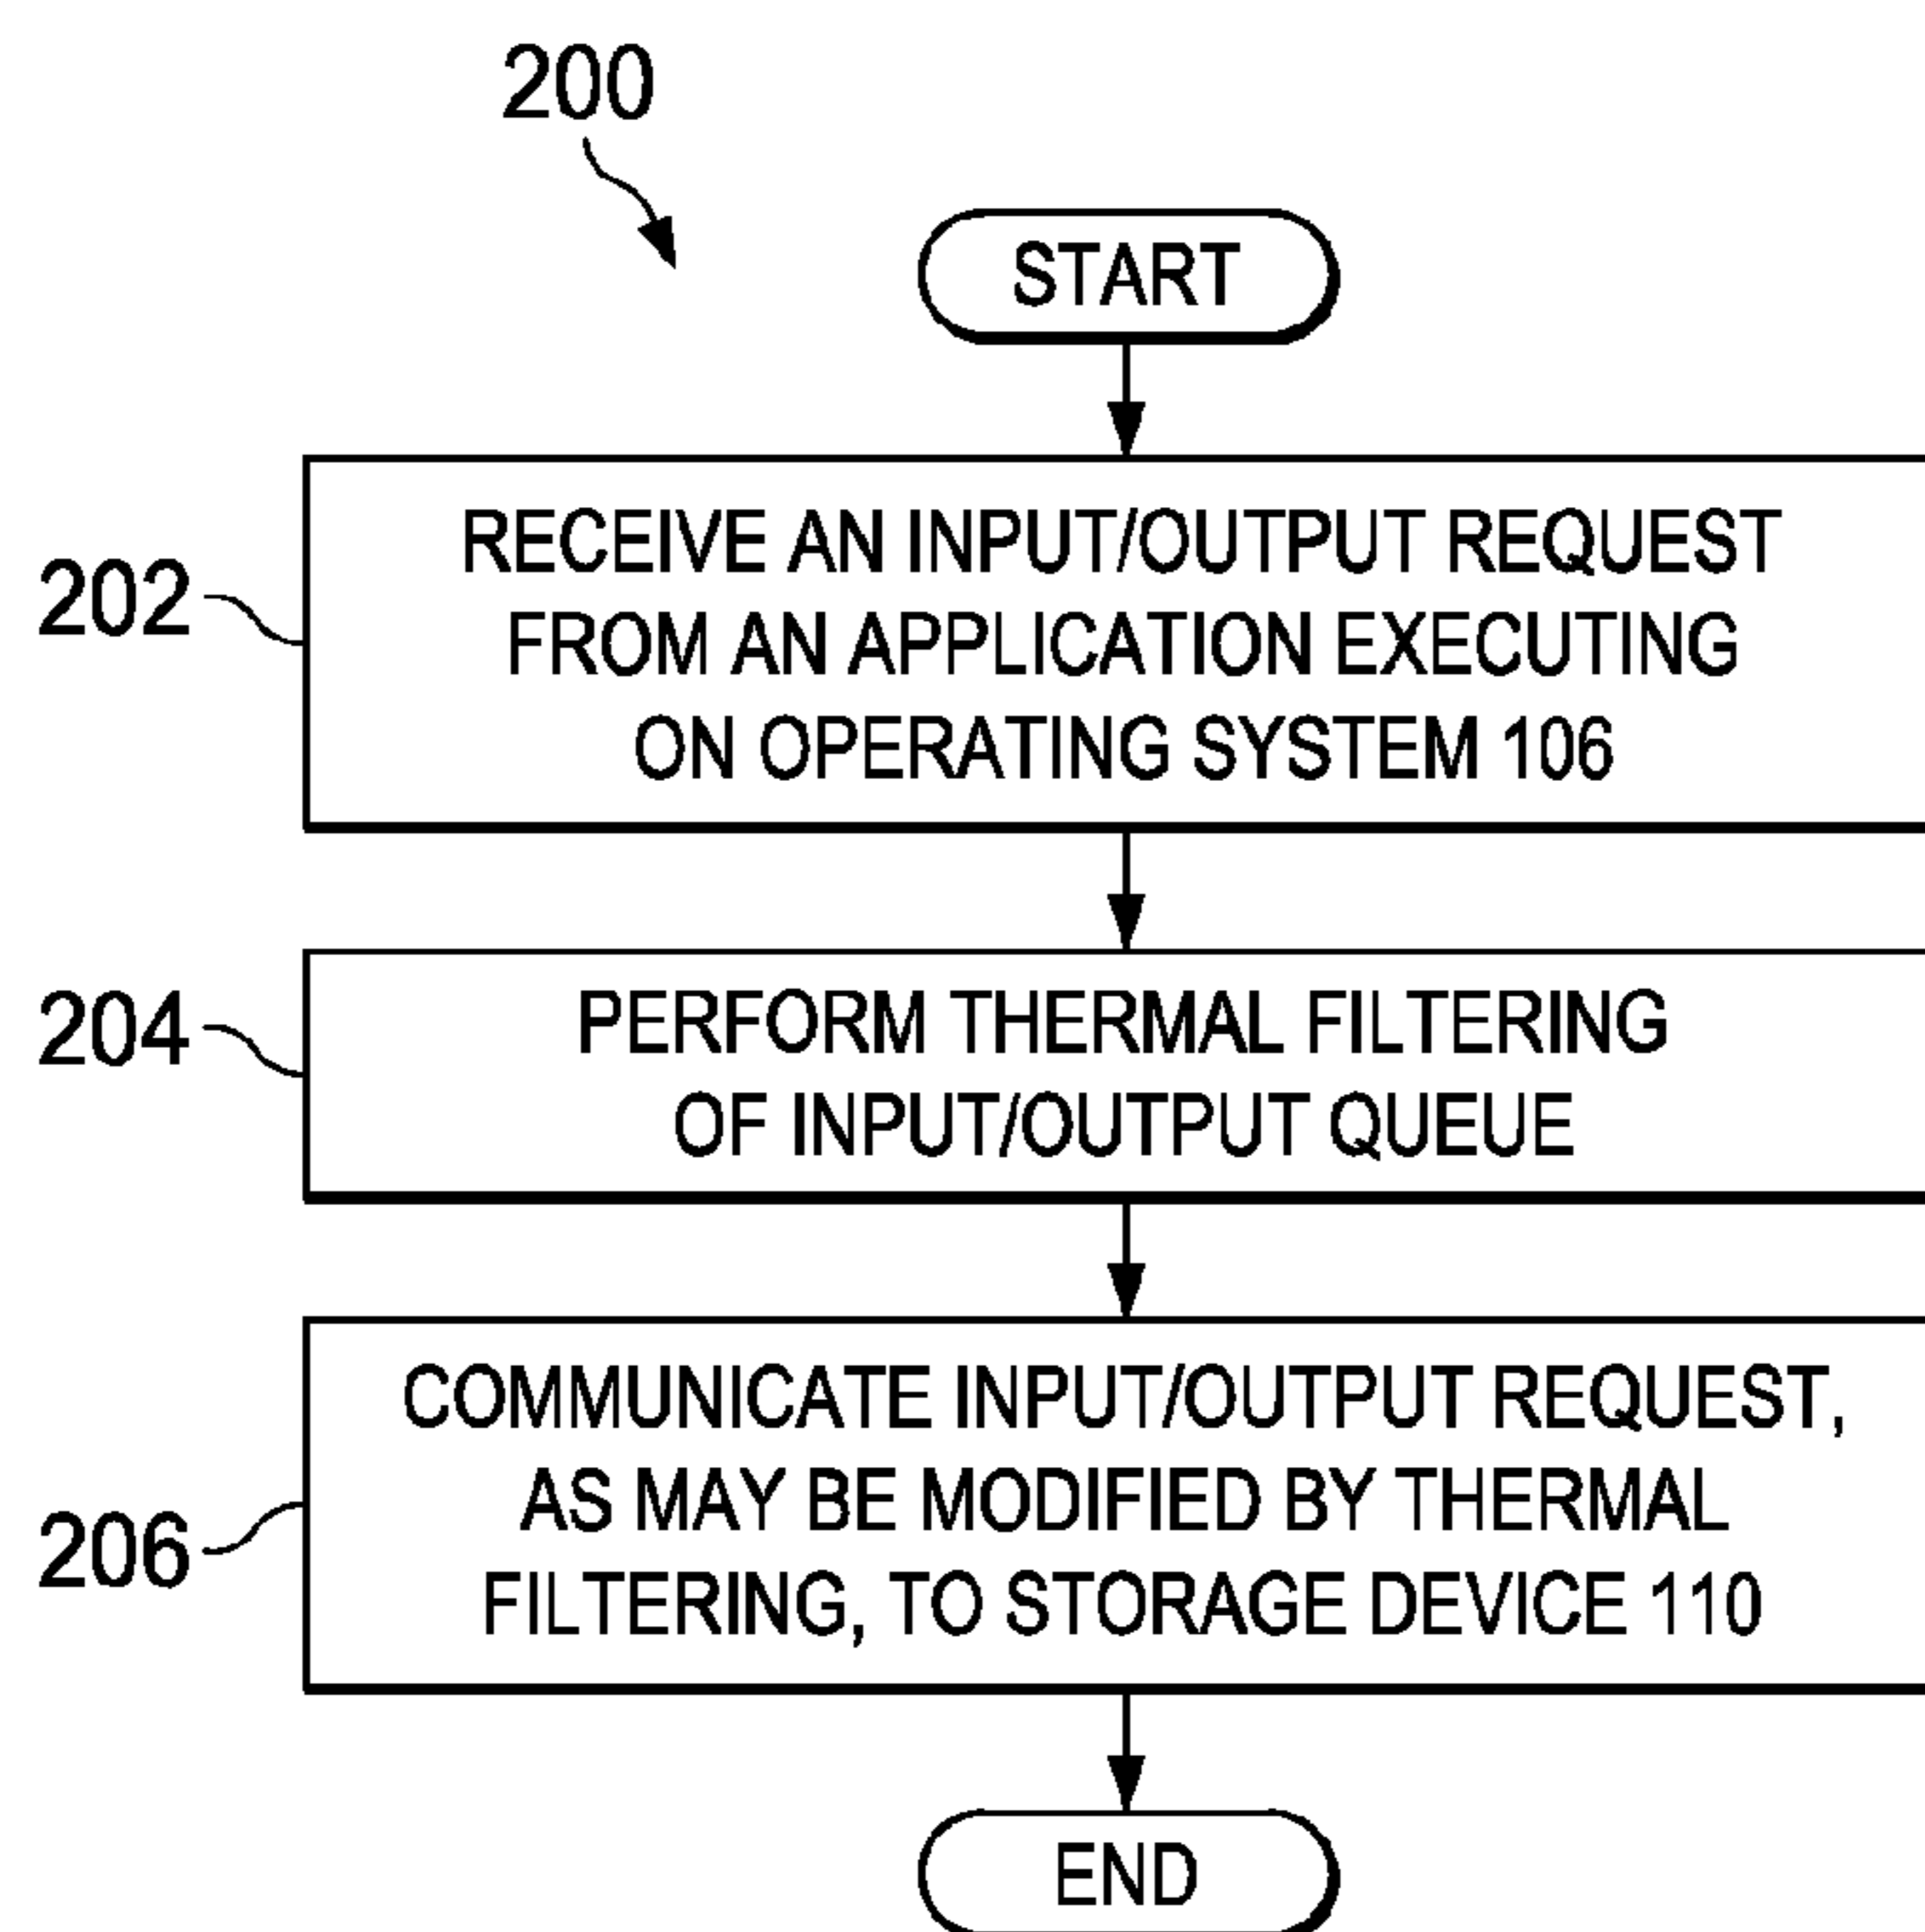 200
START
202
RECEIVE AN INPUT/OUTPUT REQUEST
FROM AN APPLICATION EXECUTING
ON OPERATING SYSTEM 106
204
PERFORM THERMAL FILTERING
OF INPUT/OUTPUT QUEUE
206
COMMUNICATE INPUT/OUTPUT REQUEST,
AS MAY BE MODIFIED BY THERMAL
FILTERING, TO STORAGE DEVICE 110
END